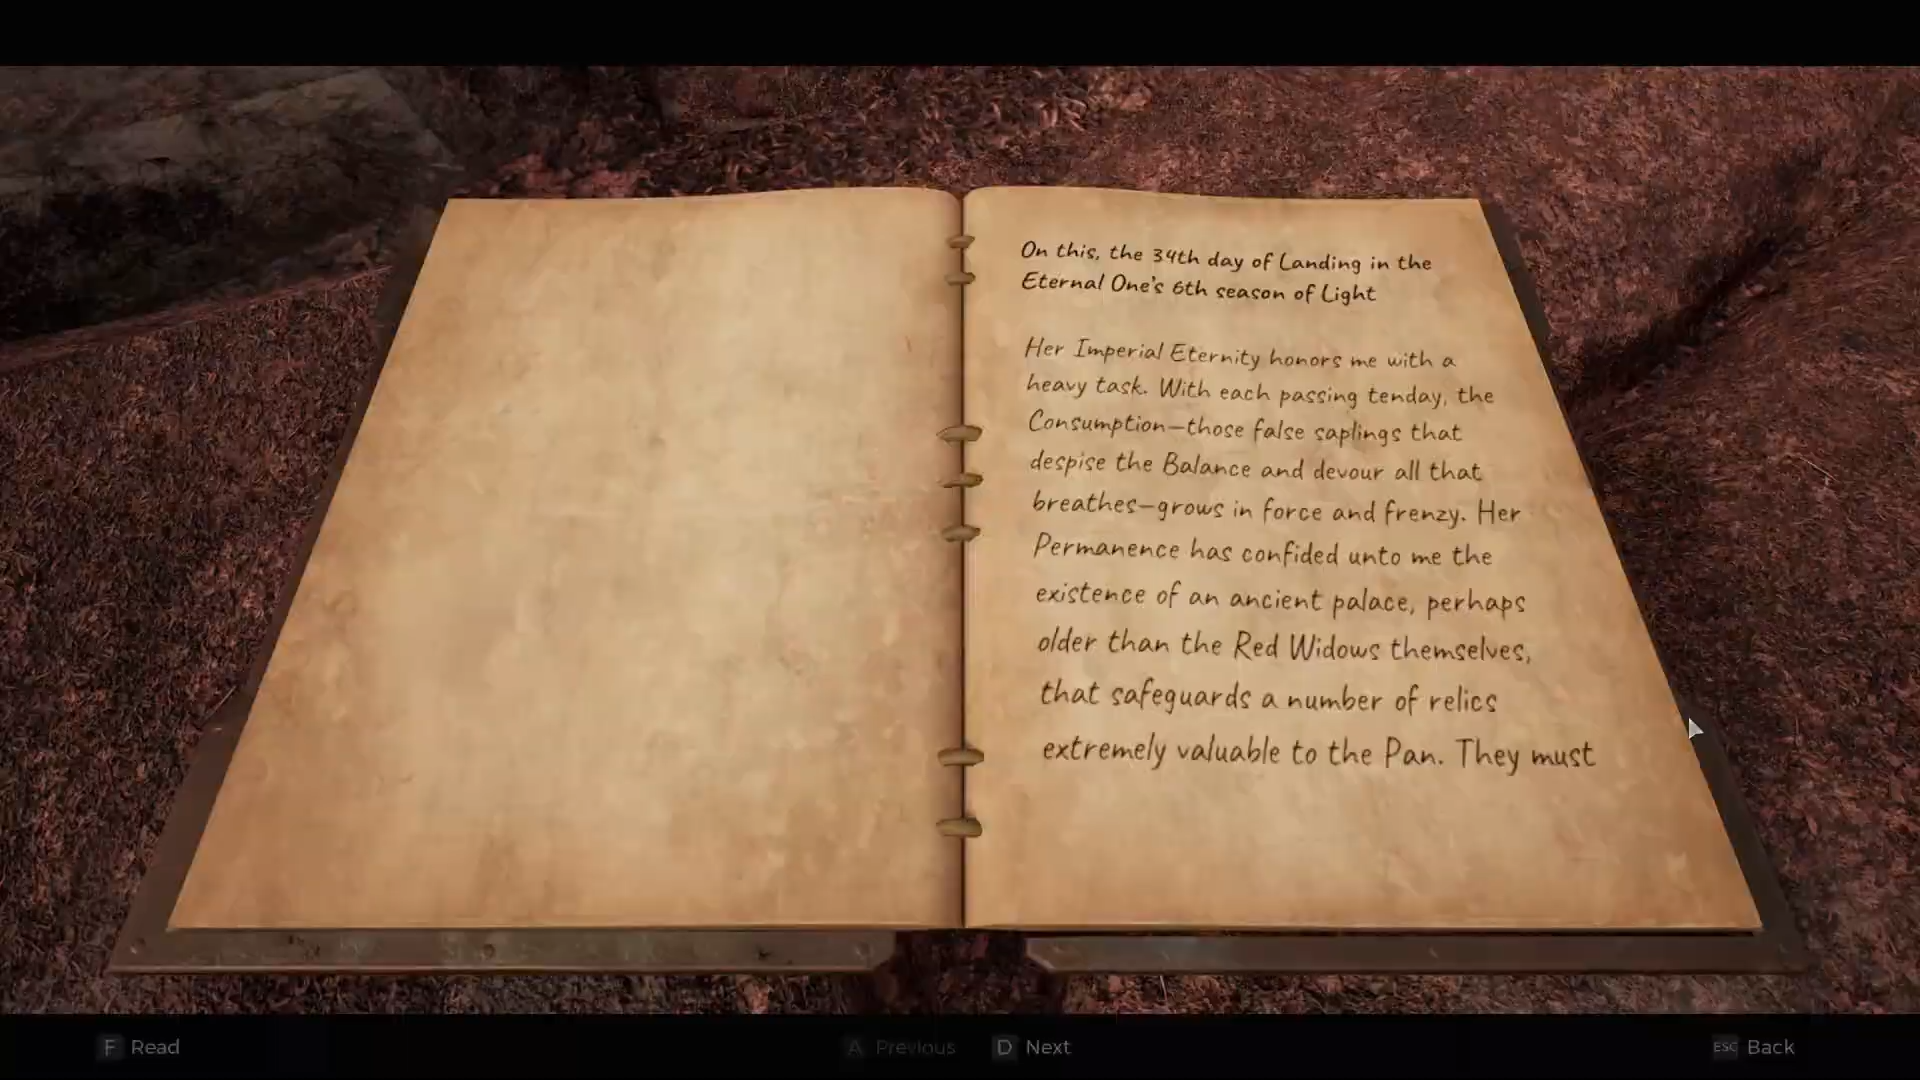 On this, the 34th day of Landing in the
Eternal One's 6th season of Light
Her Imperial Eternity honors me with a
heavy task. With each passing tenday, the
Consumption—those false saplings that
despise the Balance and devour all that
breathes—grows in force and frenzy. Her
Permanence has confided unto me the
existence of an ancient palace, perhaps
older than the Red Widows themselves,
that safeguards a number of relics
extremely valuable to the Pan. They must
F Read
A Previous
D Next
ESC Back